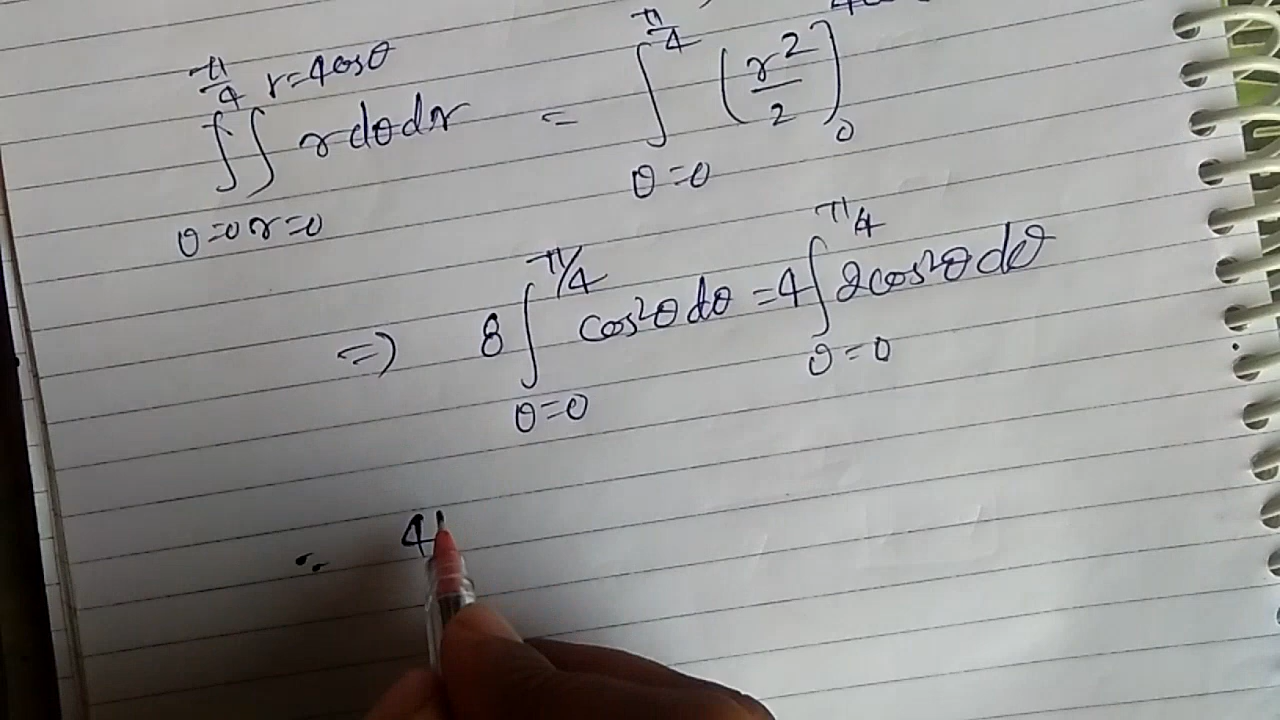 ∫_{θ=0}^{π/4} ∫_{r=0}^{r=4cosθ} r dθ dr = ∫_{θ=0}^{π/4} (r²/2)_0
=> 8 ∫_{θ=0}^{π/4} cos²θ dθ = 4 ∫_{θ=0}^{π/4} 2cos²θ dθ
4